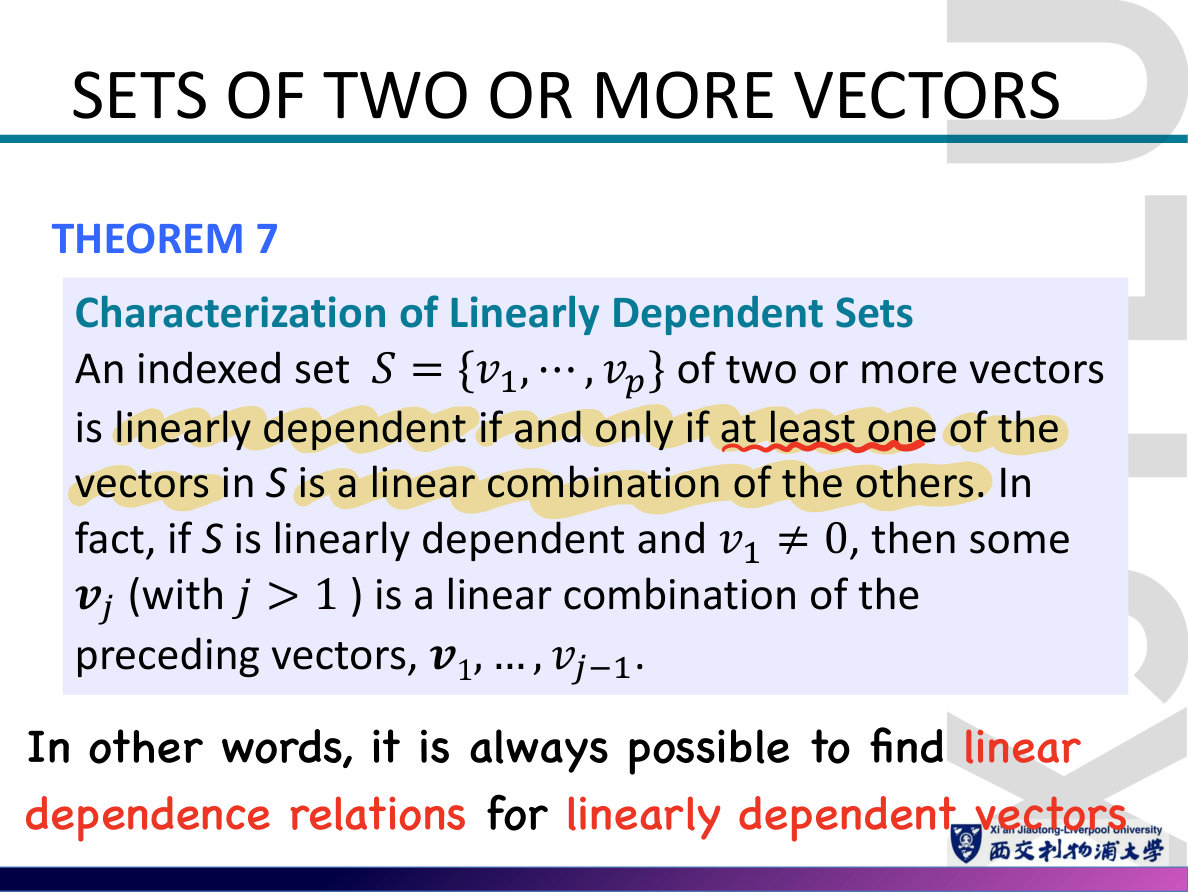 SETS OF TWO OR MORE VECTORS
THEOREM 7
Characterization of Linearly Dependent Sets
An indexed set S = {v₁, ⋯ , vₚ} of two or more vectors
is linearly dependent if and only if at least one of the
vectors in S is a linear combination of the others. In
fact, if S is linearly dependent and v₁ ≠ 0, then some
vⱼ (with j > 1 ) is a linear combination of the
preceding vectors, v₁, … , vⱼ₋₁.
In other words, it is always possible to find linear
dependence relations for linearly dependent vectors
Xi'an Jiaotong-Liverpool University
西交利物浦大学
XJTLU